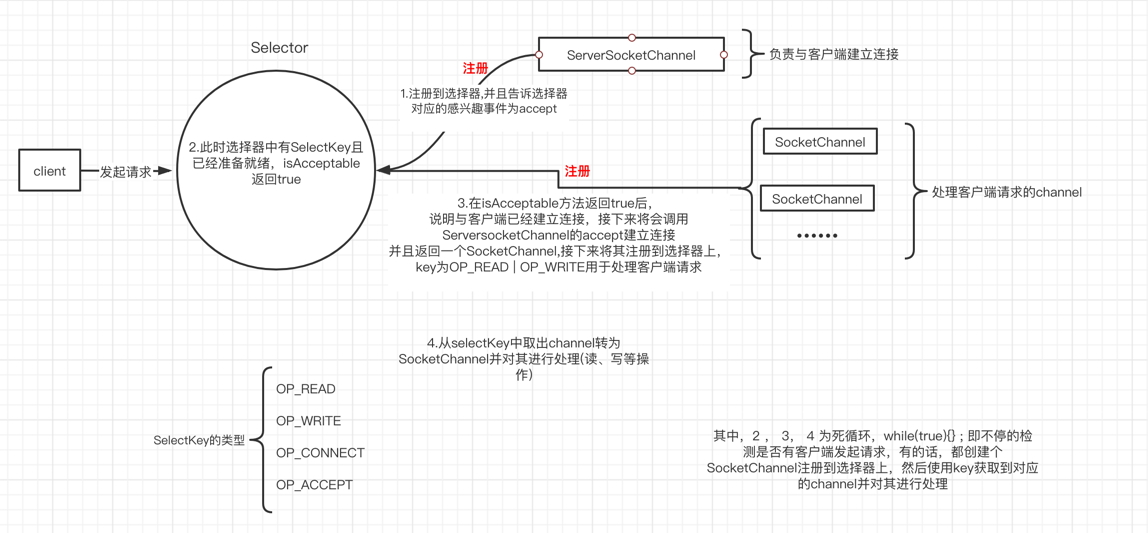 Selector
ServerSocketChannel
负责与客户端建立连接
注册
1.注册到选择器,并且告诉选择器
对应的感兴趣事件为accept
client
发起请求
2.此时选择器中有SelectKey且
已经准备就绪，isAcceptable
返回true
注册
SocketChannel
SocketChannel
••••••
处理客户端请求的channel
3.在isAcceptable方法返回true后，
说明与客户端已经建立连接，接下来将会调用
ServersocketChannel的accept建立连接
并且返回一个SocketChannel,接下来将其注册到选择器上，
key为OP_READ | OP_WRITE用于处理客户端请求
4.从selectKey中取出channel转为
SocketChannel并对其进行处理(读、写等操
作)
SelectKey的类型
OP_READ
OP_WRITE
OP_CONNECT
OP_ACCEPT
其中，2 ， 3， 4 为死循环，while(true){} ; 即不停的检
测是否有客户端发起请求，有的话，都创建个
SocketChannel注册到选择器上，然后使用key获取到对应
的channel并对其进行处理